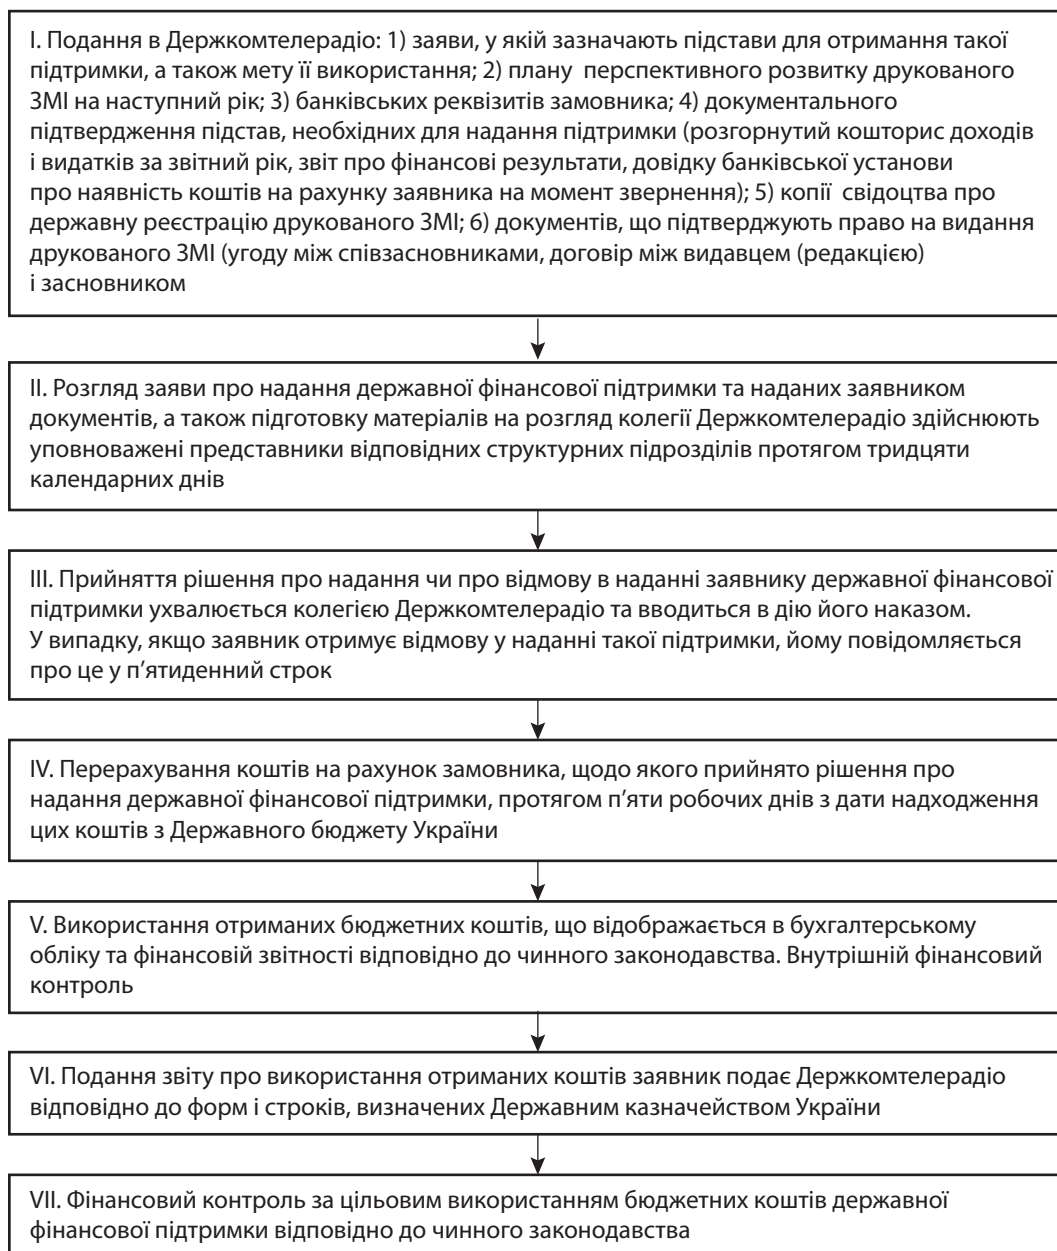 І. Подання в Держкомтелерадіо: 1) заяви, у якій зазначають підстави для отримання такої
підтримки, а також мету її використання; 2) плану перспективного розвитку друкованого
ЗМІ на наступний рік; 3) банківських реквізитів замовника; 4) документального
підтвердження підстав, необхідних для надання підтримки (розгорнутий кошторис доходів
і видатків за звітний рік, звіт про фінансові результати, довідку банківської установи
про наявність коштів на рахунку заявника на момент звернення); 5) копії свідоцтва про
державну реєстрацію друкованого ЗМІ; 6) документів, що підтверджують право на видання
друкованого ЗМІ (угоду між співзасновниками, договір між видавцем (редакцією)
і засновником
ІІ. Розгляд заяви про надання державної фінансової підтримки та наданих заявником
документів, а також підготовку матеріалів на розгляд колегії Держкомтелерадіо здійснюють
уповноважені представники відповідних структурних підрозділів протягом тридцяти
календарних днів
ІІІ. Прийняття рішення про надання чи про відмову в наданні заявнику державної фінансової
підтримки ухвалюється колегією Держкомтелерадіо та вводиться в дію його наказом.
У випадку, якщо заявник отримує відмову у наданні такої підтримки, йому повідомляється
про це у п’ятиденний строк
IV. Перерахування коштів на рахунок замовника, щодо якого прийнято рішення про
надання державної фінансової підтримки, протягом п’яти робочих днів з дати надходження
цих коштів з Державного бюджету України
V. Використання отриманих бюджетних коштів, що відображається в бухгалтерському
обліку та фінансовій звітності відповідно до чинного законодавства. Внутрішній фінансовий
контроль
VI. Подання звіту про використання отриманих коштів заявник подає Держкомтелерадіо
відповідно до форм і строків, визначених Державним казначейством України
VII. Фінансовий контроль за цільовим використанням бюджетних коштів державної
фінансової підтримки відповідно до чинного законодавства